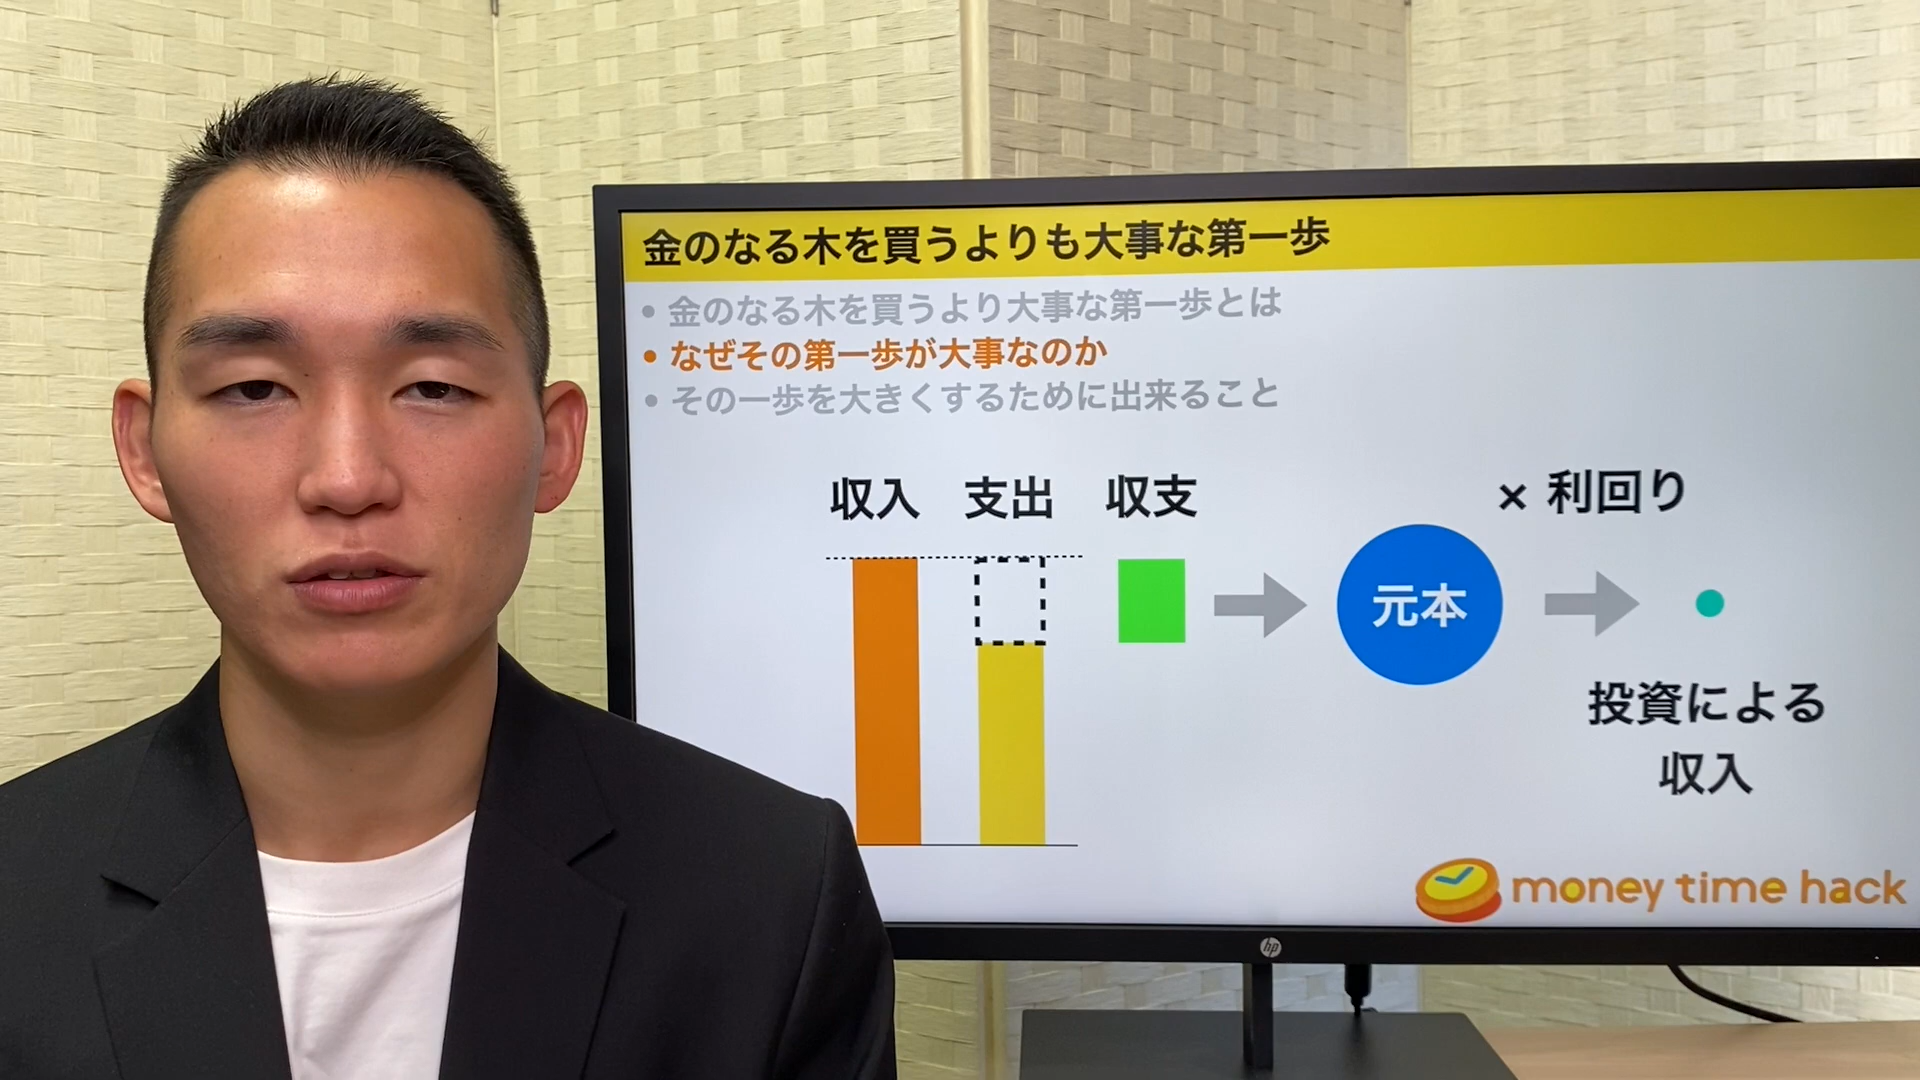 金のなる木を買うよりも大事な第一歩
• 金のなる木を買うより大事な第一歩とは
• なぜその第一歩が大事なのか
• その一歩を大きくするために出来ること
収入 支出 収支 × 利回り
元本
投資による
収入
money time hack
hp